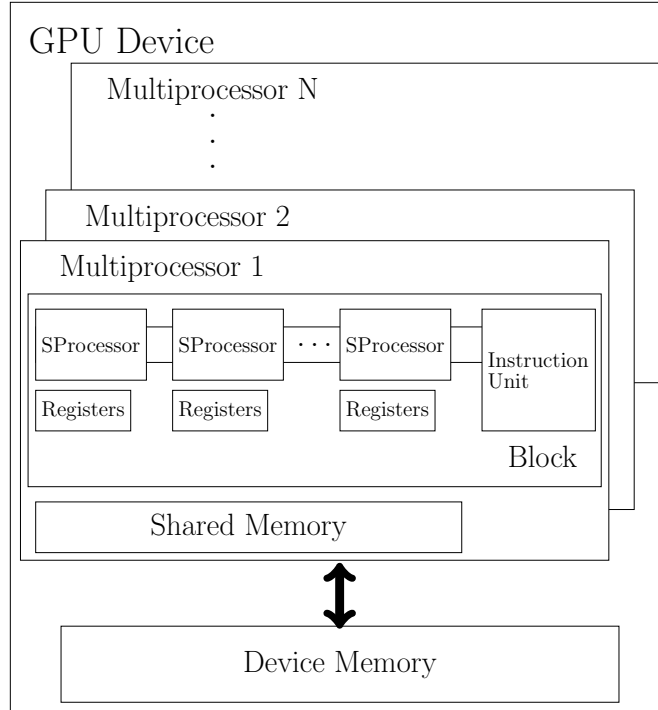 GPU Device
Multiprocessor N
Multiprocessor 2
Multiprocessor 1
SProcessor SProcessor · · · SProcessor
Instruction
Unit
Registers Registers Registers
Block
Shared Memory
Device Memory